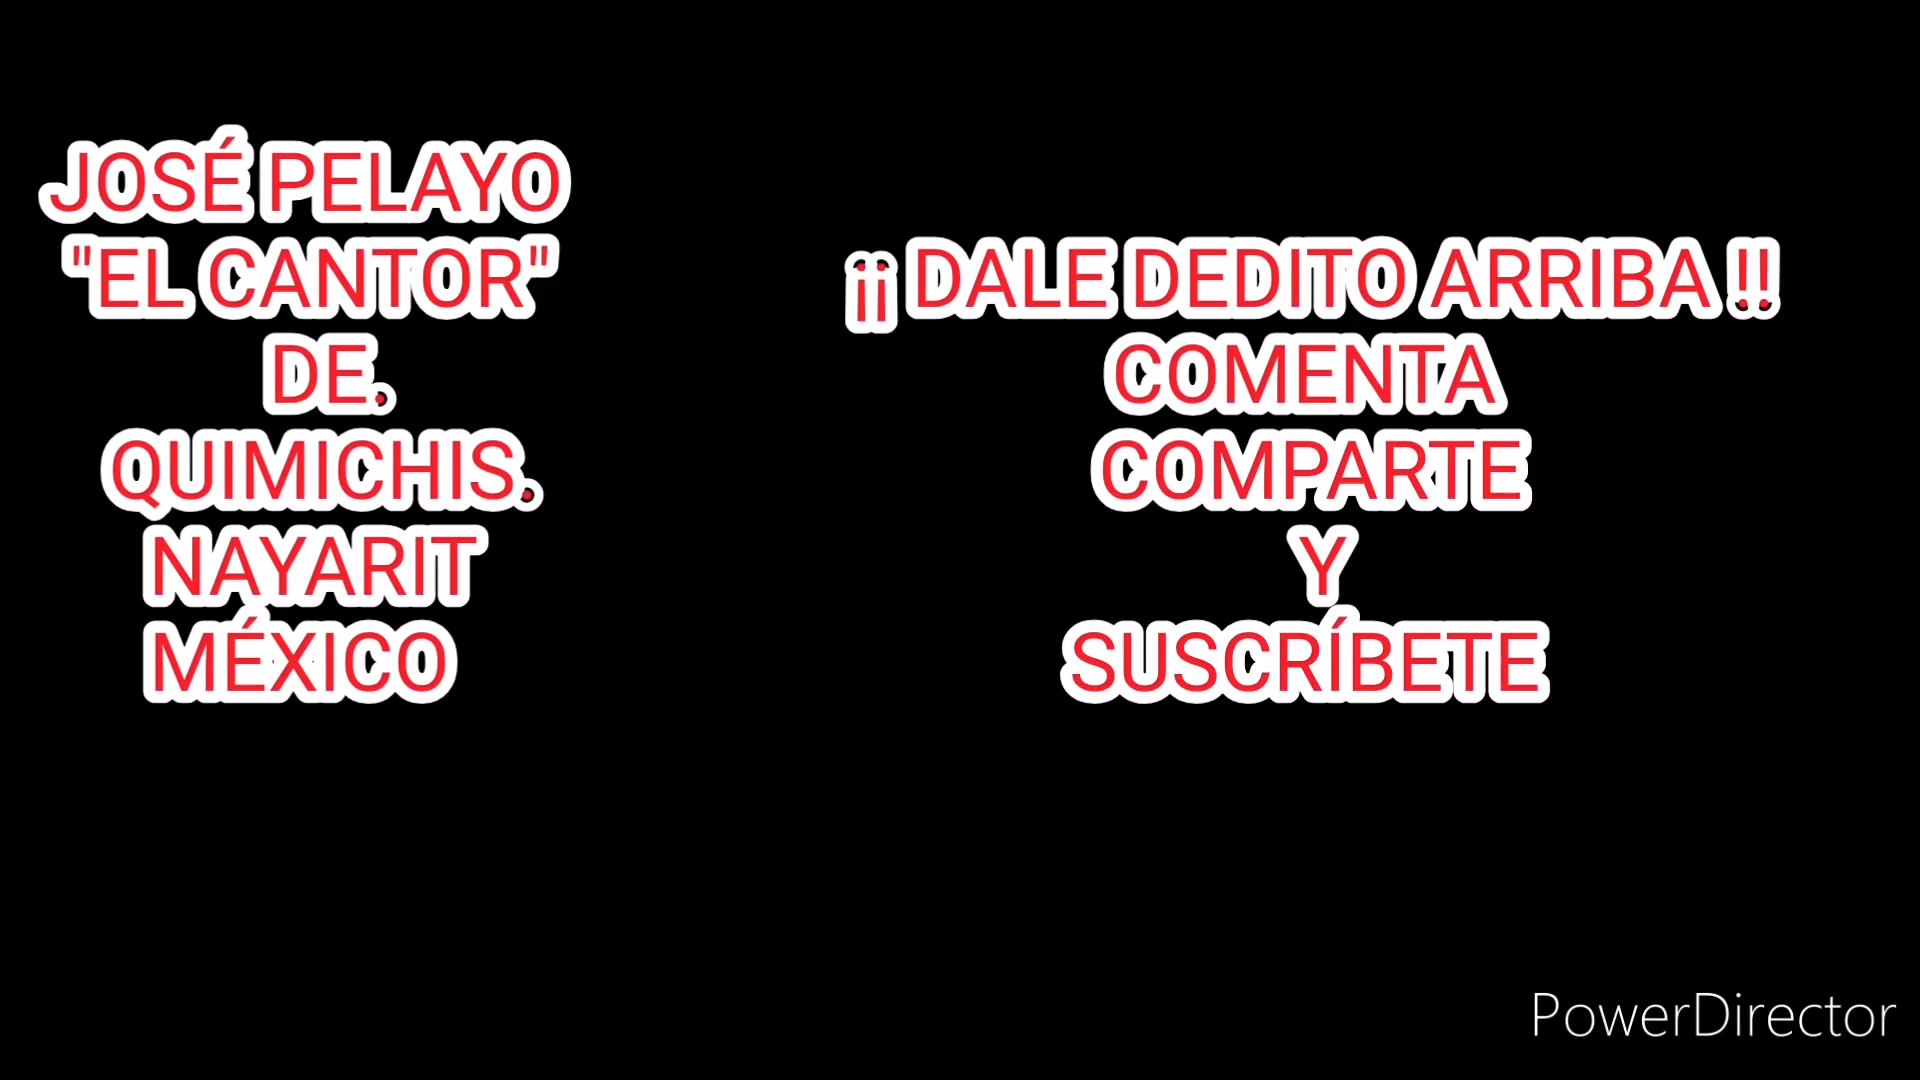 JOSÉ PELAYO
"EL CANTOR"
DE.
QUIMICHIS.
NAYARIT
MÉXICO
¡¡ DALE DEDITO ARRIBA !!
COMENTA
COMPARTE
Y
SUSCRÍBETE
PowerDirector